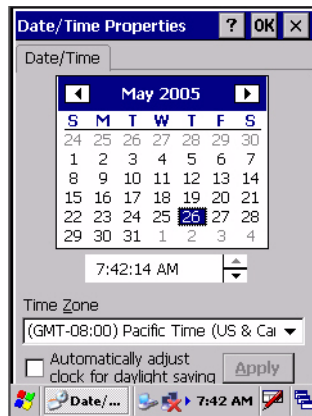 Date/Time Properties ? OK ×
Date/Time
May 2005
S M T W T F S
24 25 26 27 28 29 30
1 2 3 4 5 6 7
8 9 10 11 12 13 14
15 16 17 18 19 20 21
22 23 24 25 26 27 28
29 30 31 1 2 3 4
7:42:14 AM
Time Zone
(GMT-08:00) Pacific Time (US & Ca
Automatically adjust
clock for daylight saving
Apply
Date/... 7:42 AM